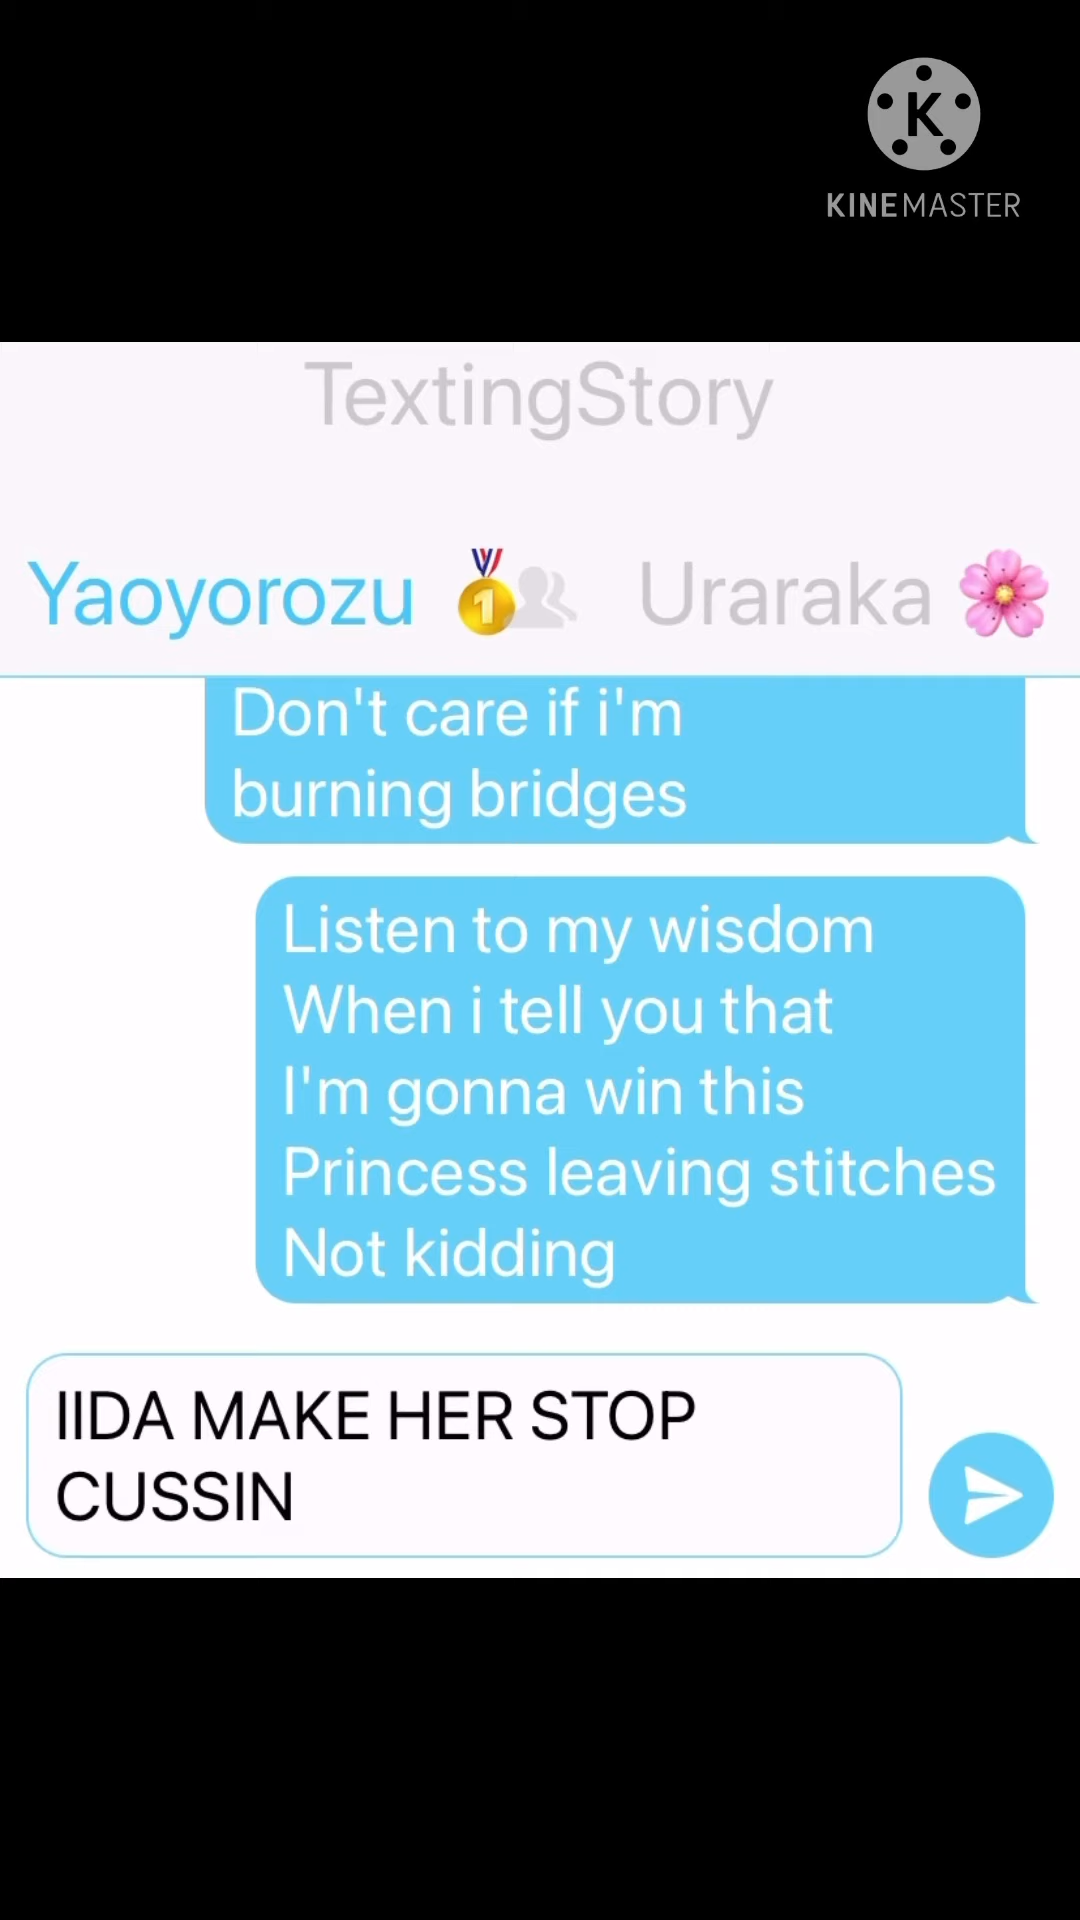 K
KINEMASTER
TextingStory
Yaoyorozu 🥇 Uraraka 🌸
Don't care if i'm
burning bridges
Listen to my wisdom
When i tell you that
I'm gonna win this
Princess leaving stitches
Not kidding
IIDA MAKE HER STOP
CUSSIN